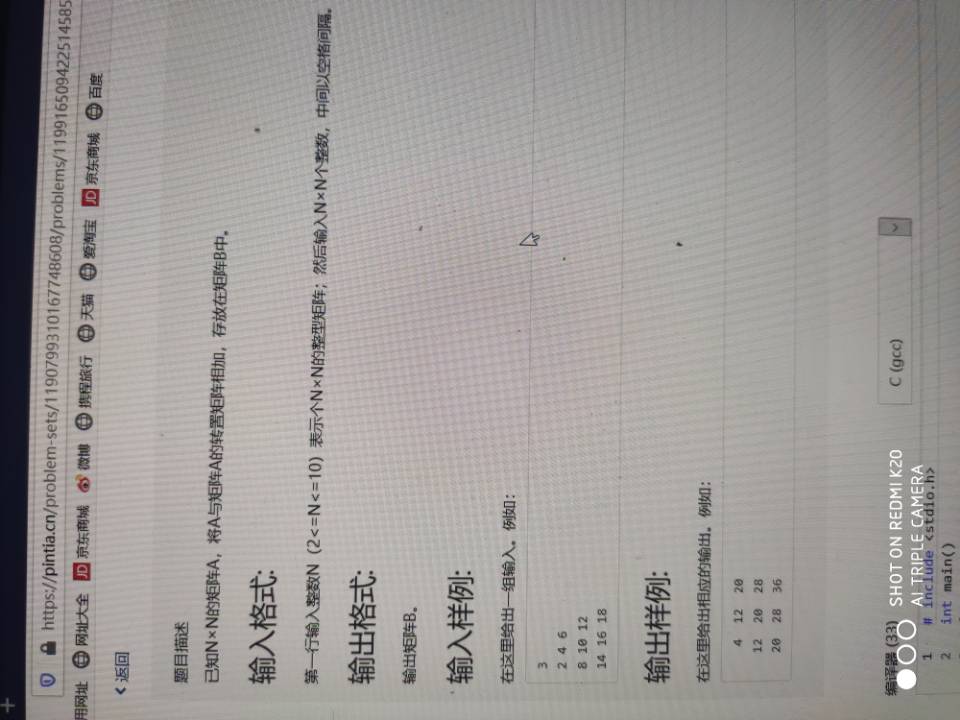 https://pintia.cn/problem-sets/1190799310167748608/problems/119916509422514585
用网址 网址大全 JD 京东商城 微博 携程旅行 天猫 爱淘宝 JD 京东商城 百度
返回
题目描述
已知N×N的矩阵A，将A与矩阵A的转置矩阵相加，存放在矩阵B中。
输入格式:
第一行输入整数N（2<=N<=10）表示个N×N的整型矩阵；然后输入N×N个整数，中间以空格间隔。
输出格式:
输出矩阵B。
输入样例:
在这里给出一组输入。例如：
3
2 4 6
8 10 12
14 16 18
输出样例:
在这里给出相应的输出。例如：
4 12 20
12 20 28
20 28 36
编译器 (33)
C (gcc)
SHOT ON REDMI K20
AI TRIPLE CAMERA
1 # include <stdio.h>
2 int main()